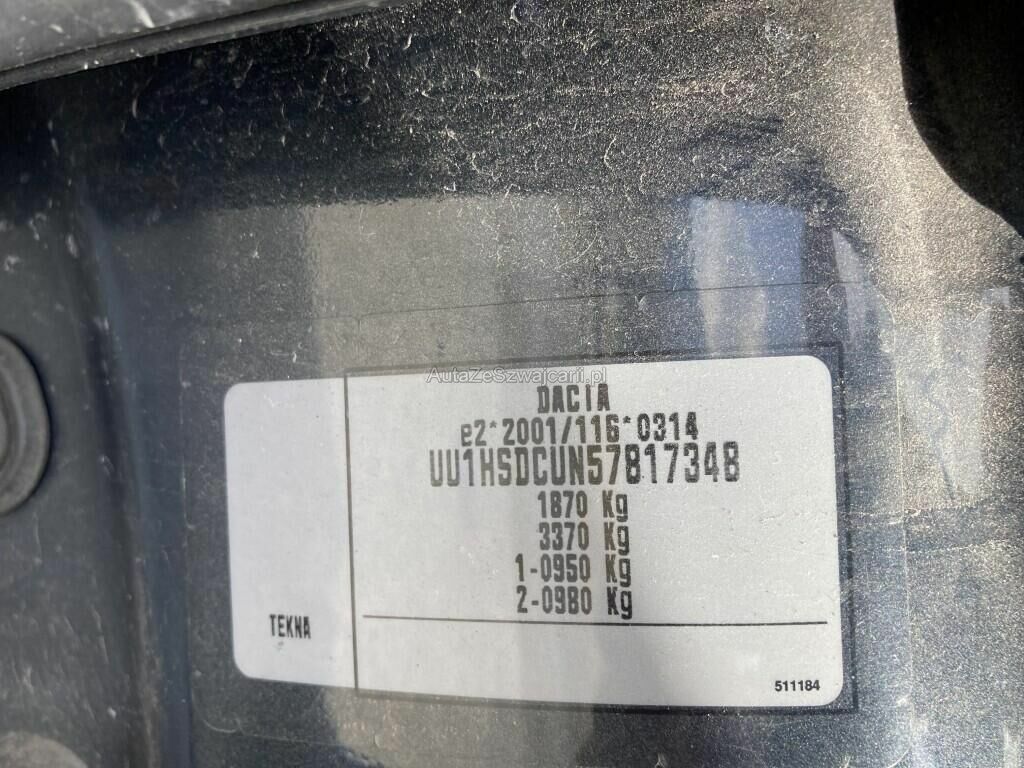 AutaZeSzwajcarii.pl
DACIA
e2*2001/116*0314
UU1HSDCUN57817348
1870 Kg
3370 Kg
1-0950 Kg
2-0980 Kg
TEKNA
511184